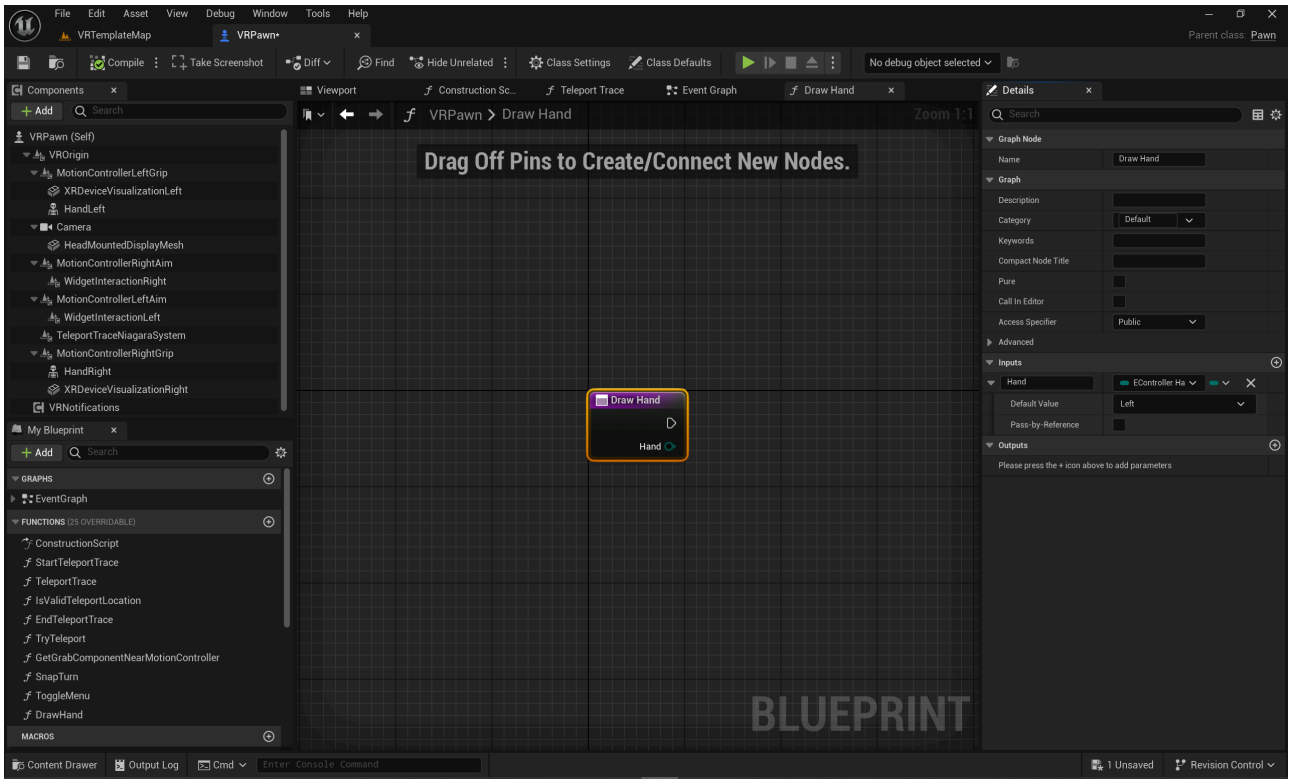 File Edit Asset View Debug Window Tools Help
VRTemplateMap VRPawn• x
Parent class: Pawn
Compile Take Screenshot Diff Find Hide Unrelated Class Settings Class Defaults No debug object selected
Components x
+ Add Search
VRPawn (Self)
VROrigin
MotionControllerLeftGrip
XRDeviceVisualizationLeft
HandLeft
Camera
HeadMountedDisplayMesh
MotionControllerRightAim
WidgetInteractionRight
MotionControllerLeftAim
WidgetInteractionLeft
TeleportTraceNiagaraSystem
MotionControllerRightGrip
HandRight
XRDeviceVisualizationRight
VRNotifications
My Blueprint x
+ Add Search
GRAPHS
EventGraph
FUNCTIONS (25 OVERRIDABLE)
ConstructionScript
StartTeleportTrace
TeleportTrace
IsValidTeleportLocation
EndTeleportTrace
TryTeleport
GetGrabComponentNearMotionController
SnapTurn
ToggleMenu
DrawHand
MACROS
Viewport f Construction Sc... f Teleport Trace Event Graph f Draw Hand x
f VRPawn > Draw Hand Zoom 1:1
Drag Off Pins to Create/Connect New Nodes.
Draw Hand
Hand
BLUEPRINT
Details x
Search
Graph Node
Name Draw Hand
Graph
Description
Category Default
Keywords
Compact Node Title
Pure
Call In Editor
Access Specifier Public
Advanced
Inputs
Hand EController Ha
Default Value Left
Pass-by-Reference
Outputs
Please press the + icon above to add parameters
Content Drawer Output Log Cmd Enter Console Command 1 Unsaved Revision Control